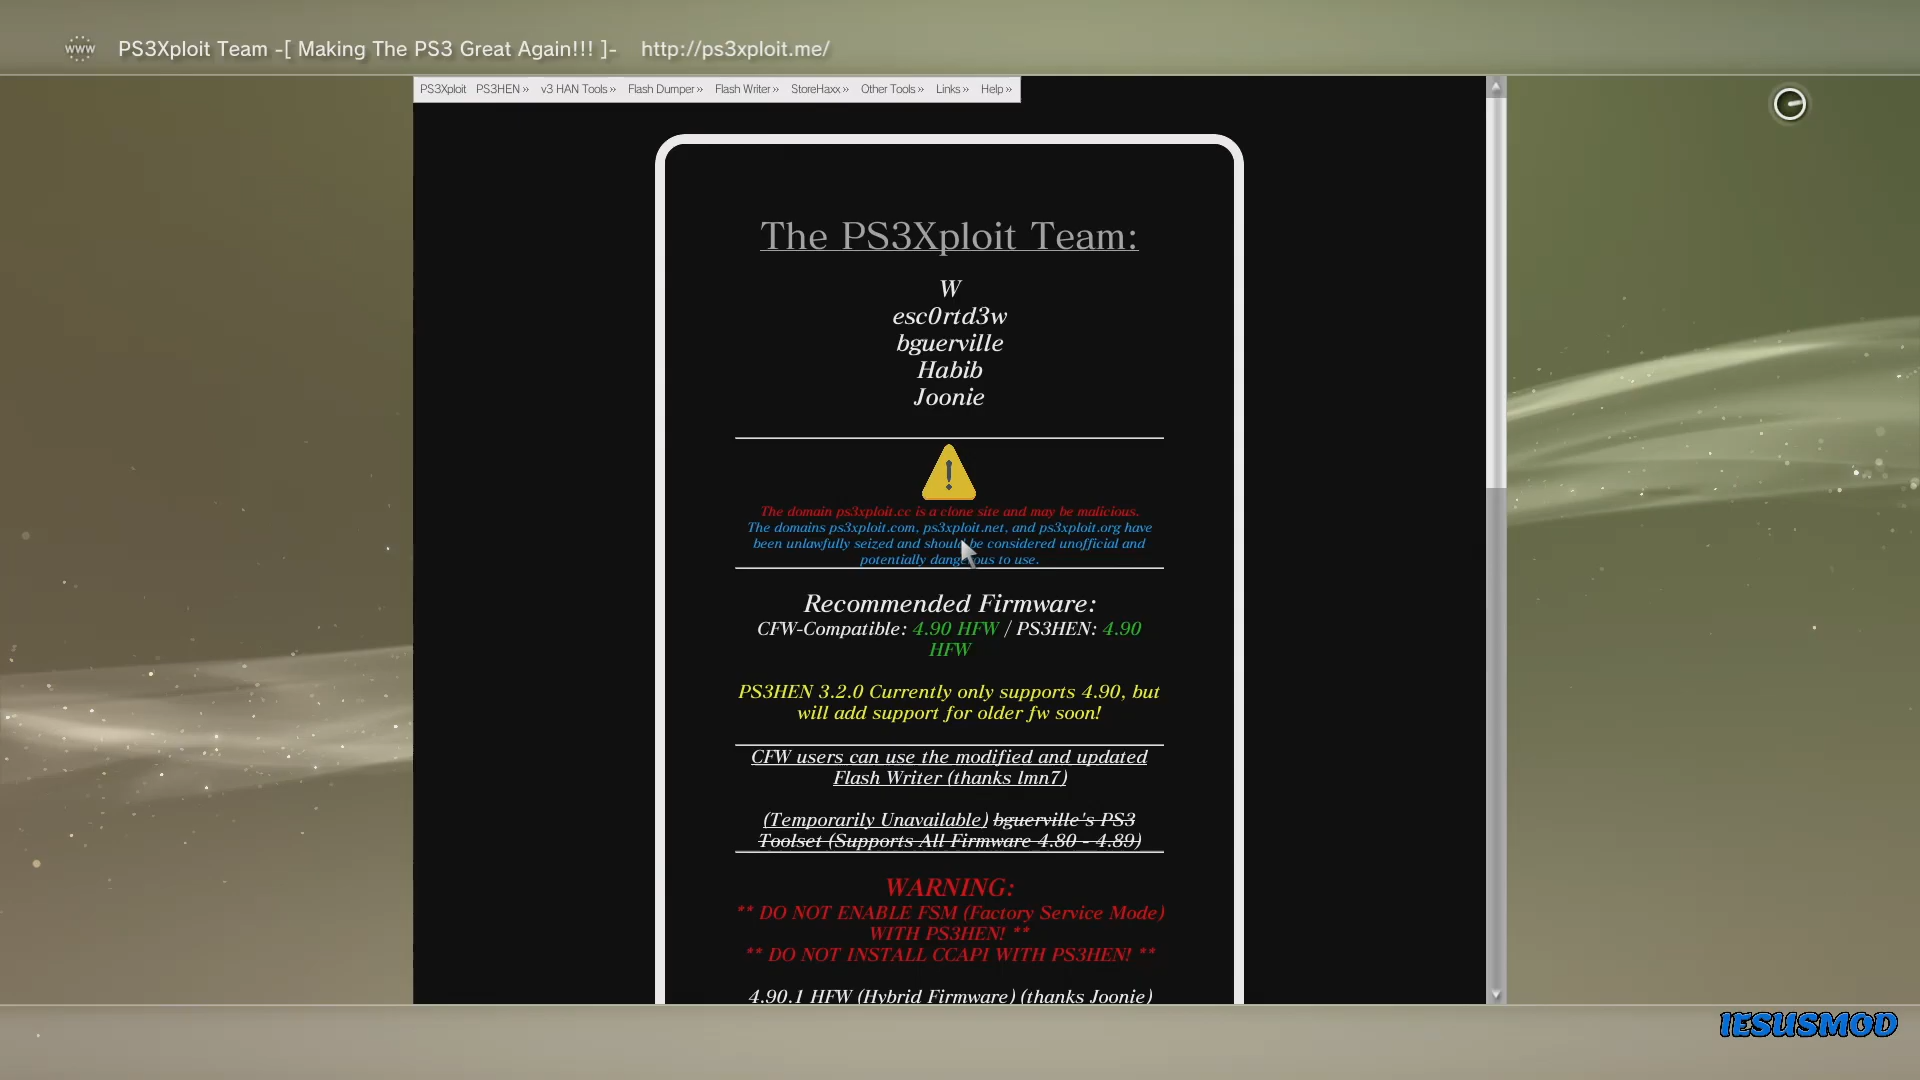 www PS3Xploit Team -[ Making The PS3 Great Again!!! ]- http://ps3xploit.me/
PS3Xploit PS3HEN » v3 HAN Tools » Flash Dumper » Flash Writer » StoreHaxx » Other Tools » Links » Help »
The PS3Xploit Team:
W
esc0rtd3w
bguerville
Habib
Joonie
The domain ps3xploit.cc is a clone site and may be malicious.
The domains ps3xploit.com, ps3xploit.net, and ps3xploit.org have
been unlawfully seized and should be considered unofficial and
potentially dangerous to use.
Recommended Firmware:
CFW-Compatible: 4.90 HFW / PS3HEN: 4.90
HFW
PS3HEN 3.2.0 Currently only supports 4.90, but
will add support for older fw soon!
CFW users can use the modified and updated
Flash Writer (thanks lmn7)
(Temporarily Unavailable) bguerville's PS3
Toolset (Supports All Firmware 4.80 - 4.89)
WARNING:
** DO NOT ENABLE FSM (Factory Service Mode)
WITH PS3HEN! **
** DO NOT INSTALL CCAPI WITH PS3HEN! **
4.90.1 HFW (Hybrid Firmware) (thanks Joonie)
IESUSMOD